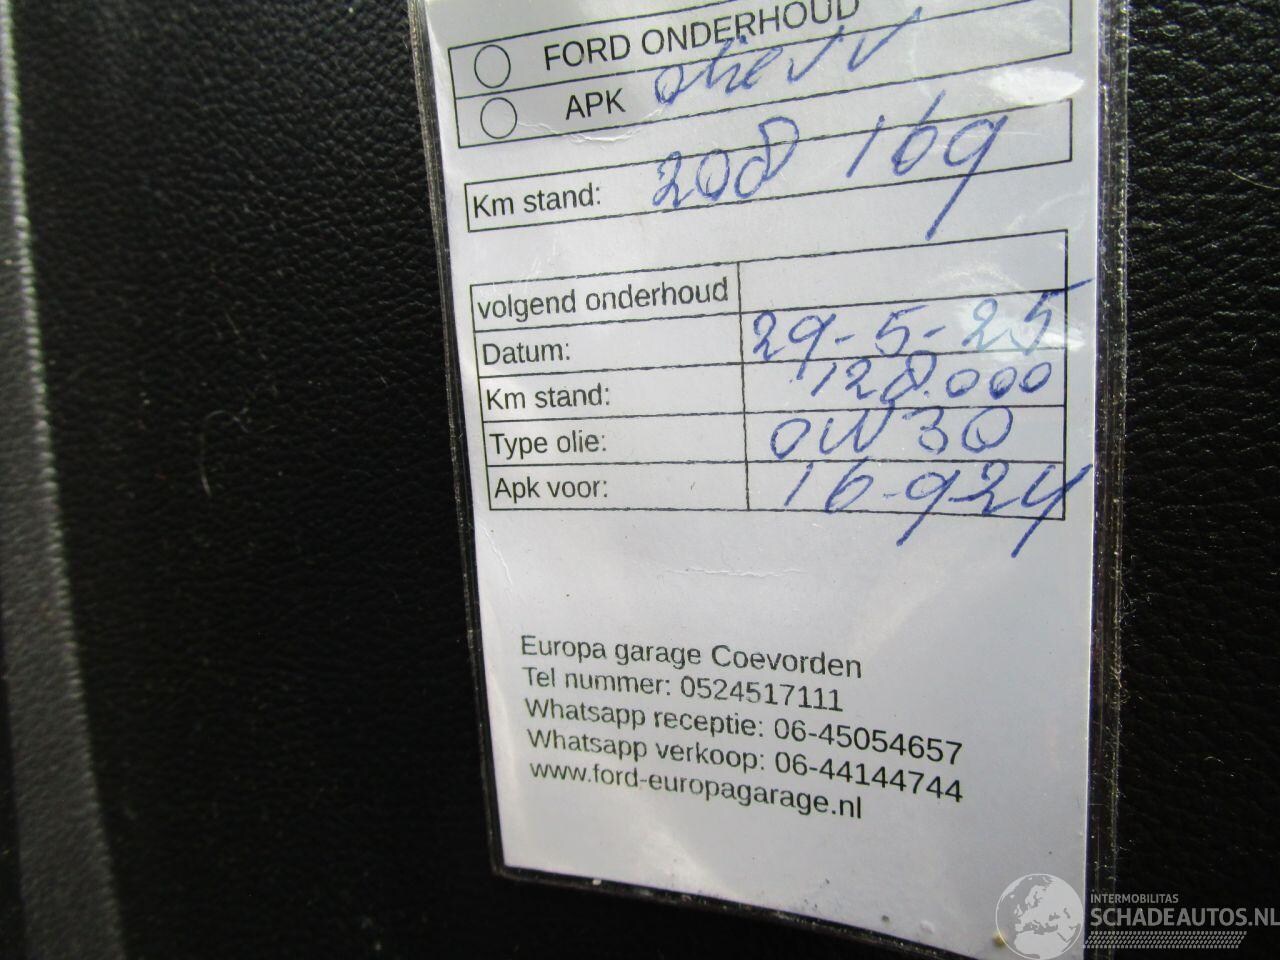 FORD ONDERHOUD
APK olie VV
Km stand: 208 169
volgend onderhoud
Datum: 29-5-25
Km stand: 128.000
Type olie: 0W30
Apk voor: 16-9-24
Europa garage Coevorden
Tel nummer: 0524517111
Whatsapp receptie: 06-45054657
Whatsapp verkoop: 06-44144744
www.ford-europagarage.nl
INTERMOBILITAS
SCHADEAUTOS.NL